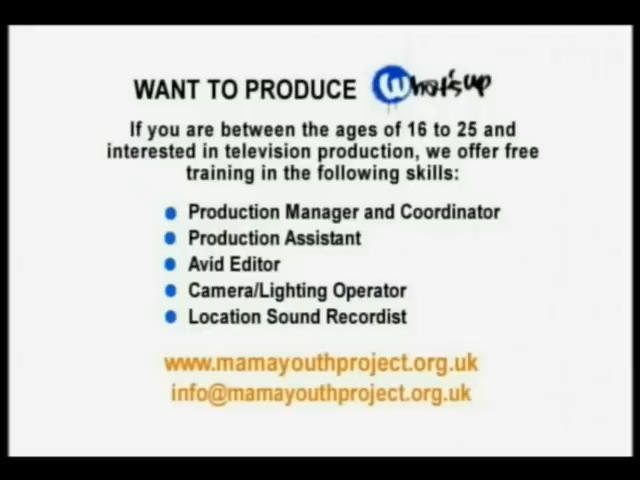 WANT TO PRODUCE What's up
If you are between the ages of 16 to 25 and
interested in television production, we offer free
training in the following skills:
Production Manager and Coordinator
Production Assistant
Avid Editor
Camera/Lighting Operator
Location Sound Recordist
www.mamayouthproject.org.uk
info@mamayouthproject.org.uk